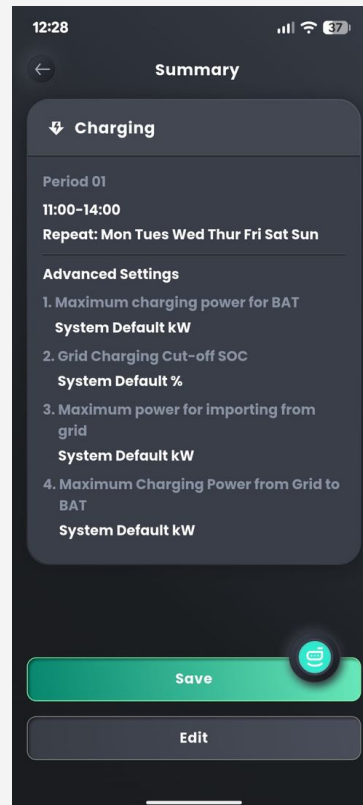 12:28
37
Summary
Charging
Period 01
11:00-14:00
Repeat: Mon Tues Wed Thur Fri Sat Sun
Advanced Settings
1. Maximum charging power for BAT
System Default kW
2. Grid Charging Cut-off SOC
System Default %
3. Maximum power for importing from
grid
System Default kW
4. Maximum Charging Power from Grid to
BAT
System Default kW
Save
Edit